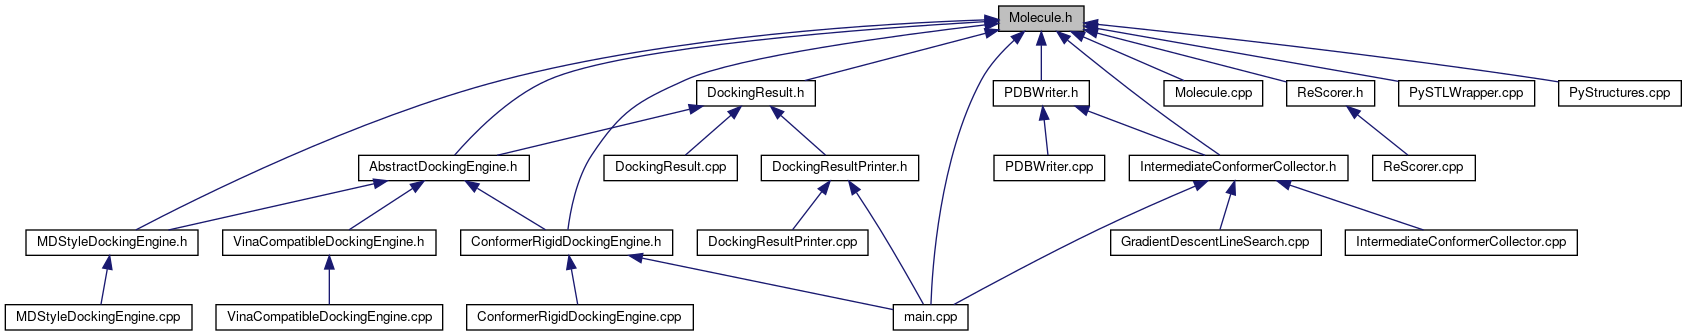 Molecule.h
DockingResult.h
PDBWriter.h
Molecule.cpp
ReScorer.h
PySTLWrapper.cpp
PyStructures.cpp
AbstractDockingEngine.h
DockingResult.cpp
DockingResultPrinter.h
PDBWriter.cpp
IntermediateConformerCollector.h
ReScorer.cpp
MDStyleDockingEngine.h
VinaCompatibleDockingEngine.h
ConformerRigidDockingEngine.h
DockingResultPrinter.cpp
GradientDescentLineSearch.cpp
IntermediateConformerCollector.cpp
MDStyleDockingEngine.cpp
VinaCompatibleDockingEngine.cpp
ConformerRigidDockingEngine.cpp
main.cpp